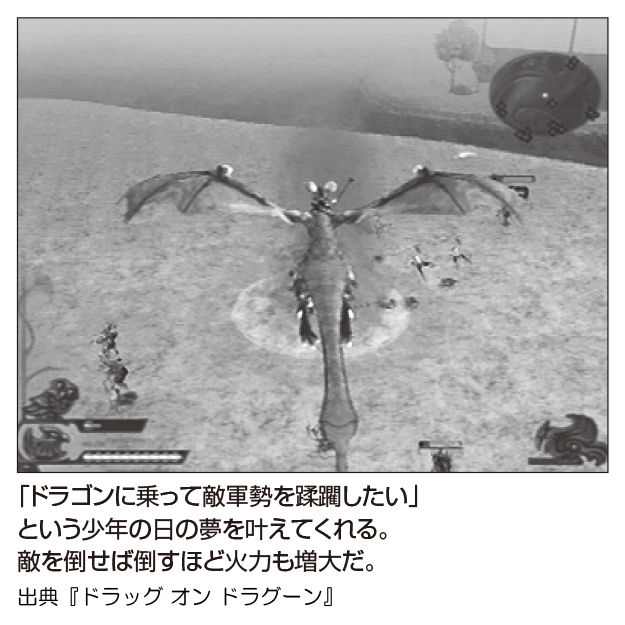 「ドラゴンに乗って敵軍勢を蹂躙したい」
という少年の日の夢を叶えてくれる。
敵を倒せば倒すほど火力も増大だ。
出典『ドラッグ オン ドラグーン』